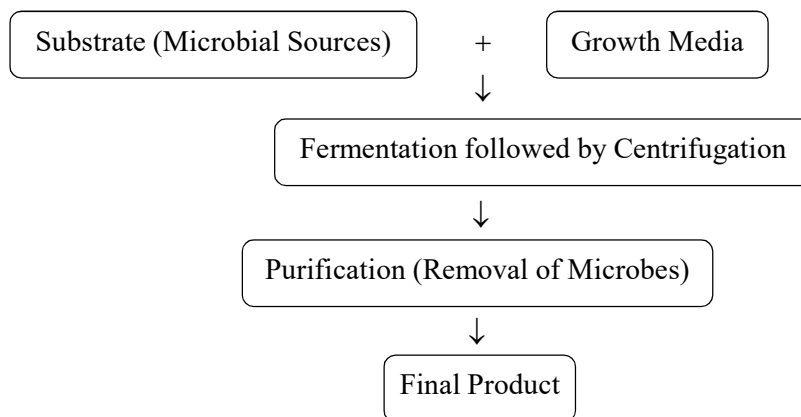 Substrate (Microbial Sources) + Growth Media
↓
Fermentation followed by Centrifugation
↓
Purification (Removal of Microbes)
↓
Final Product